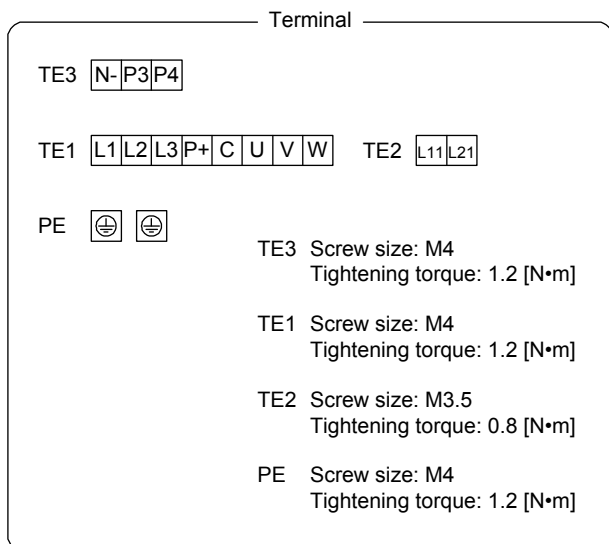 Terminal
TE3 N- P3 P4
TE1 L1 L2 L3 P+ C U V W TE2 L11 L21
PE
TE3 Screw size: M4
Tightening torque: 1.2 [N•m]
TE1 Screw size: M4
Tightening torque: 1.2 [N•m]
TE2 Screw size: M3.5
Tightening torque: 0.8 [N•m]
PE Screw size: M4
Tightening torque: 1.2 [N•m]